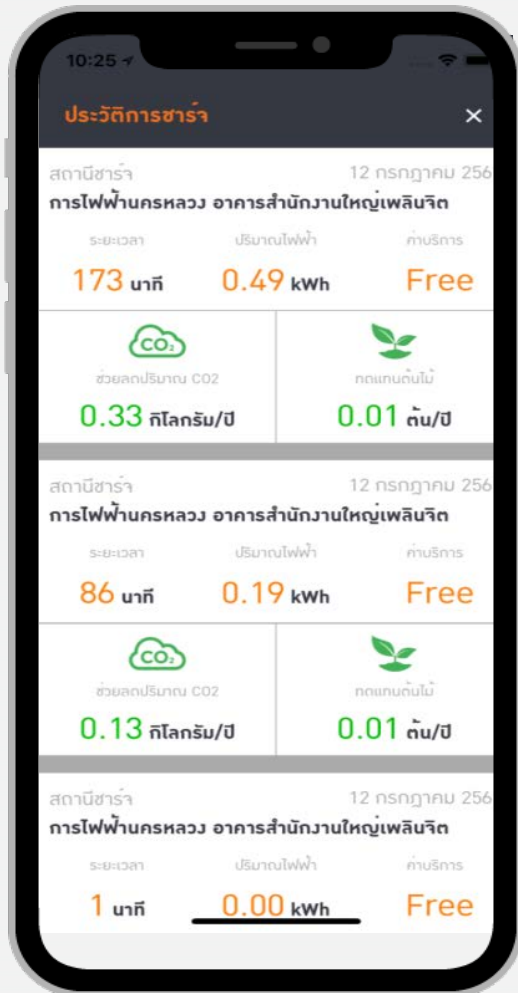 10:25
ประวัติการชาร์จ ×
สถานีชาร์จ 12 กรกฎาคม 256
การไฟฟ้านครหลวง อาคารสำนักงานใหญ่เพลินจิต
ระยะเวลา ปริมาณไฟฟ้า ค่าบริการ
173 นาที 0.49 kWh Free
CO₂
ช่วยลดปริมาณ CO2 ทดแทนต้นไม้
0.33 กิโลกรัม/ปี 0.01 ต้น/ปี
สถานีชาร์จ 12 กรกฎาคม 256
การไฟฟ้านครหลวง อาคารสำนักงานใหญ่เพลินจิต
ระยะเวลา ปริมาณไฟฟ้า ค่าบริการ
86 นาที 0.19 kWh Free
CO₂
ช่วยลดปริมาณ CO2 ทดแทนต้นไม้
0.13 กิโลกรัม/ปี 0.01 ต้น/ปี
สถานีชาร์จ 12 กรกฎาคม 256
การไฟฟ้านครหลวง อาคารสำนักงานใหญ่เพลินจิต
ระยะเวลา ปริมาณไฟฟ้า ค่าบริการ
1 นาที 0.00 kWh Free